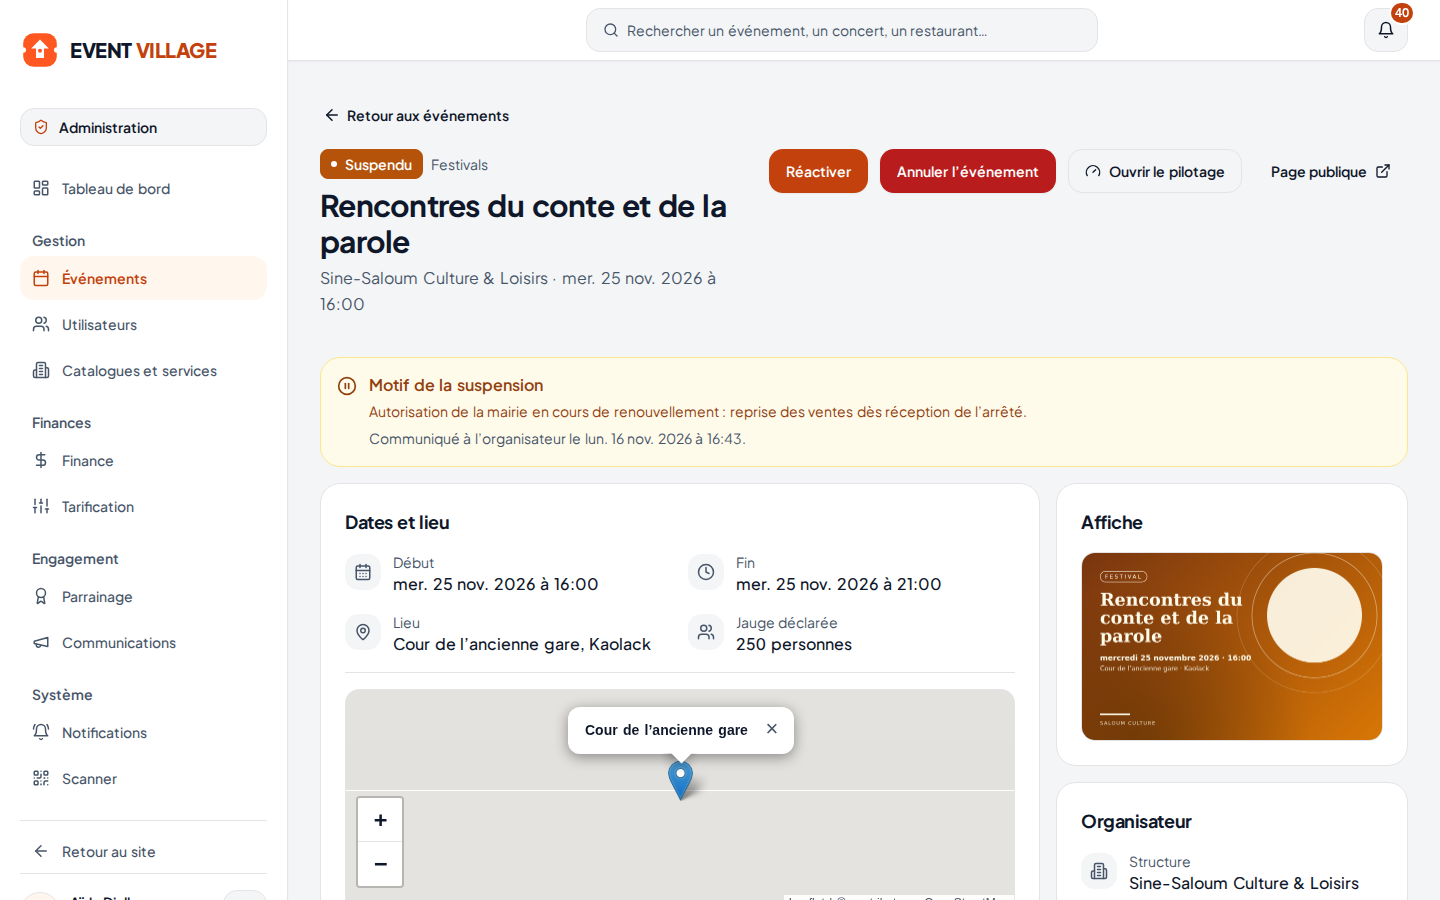 EVENT VILLAGE
Rechercher un événement, un concert, un restaurant…
40
Administration
Tableau de bord
Gestion
Événements
Utilisateurs
Catalogues et services
Finances
Finance
Tarification
Engagement
Parrainage
Communications
Système
Notifications
Scanner
Retour au site
Retour aux événements
Suspendu
Festivals
Réactiver
Annuler l'événement
Ouvrir le pilotage
Page publique
Rencontres du conte et de la
parole
Sine-Saloum Culture & Loisirs · mer. 25 nov. 2026 à
16:00
Motif de la suspension
Autorisation de la mairie en cours de renouvellement : reprise des ventes dès réception de l'arrêté.
Communiqué à l'organisateur le lun. 16 nov. 2026 à 16:43.
Dates et lieu
Début
mer. 25 nov. 2026 à 16:00
Fin
mer. 25 nov. 2026 à 21:00
Lieu
Cour de l'ancienne gare, Kaolack
Jauge déclarée
250 personnes
Cour de l'ancienne gare
×
+
−
Affiche
FESTIVAL
Rencontres du
conte et de la
parole
mercredi 25 novembre 2026 · 16:00
Cour de l'ancienne gare · Kaolack
SALOUM CULTURE
Organisateur
Structure
Sine-Saloum Culture & Loisirs